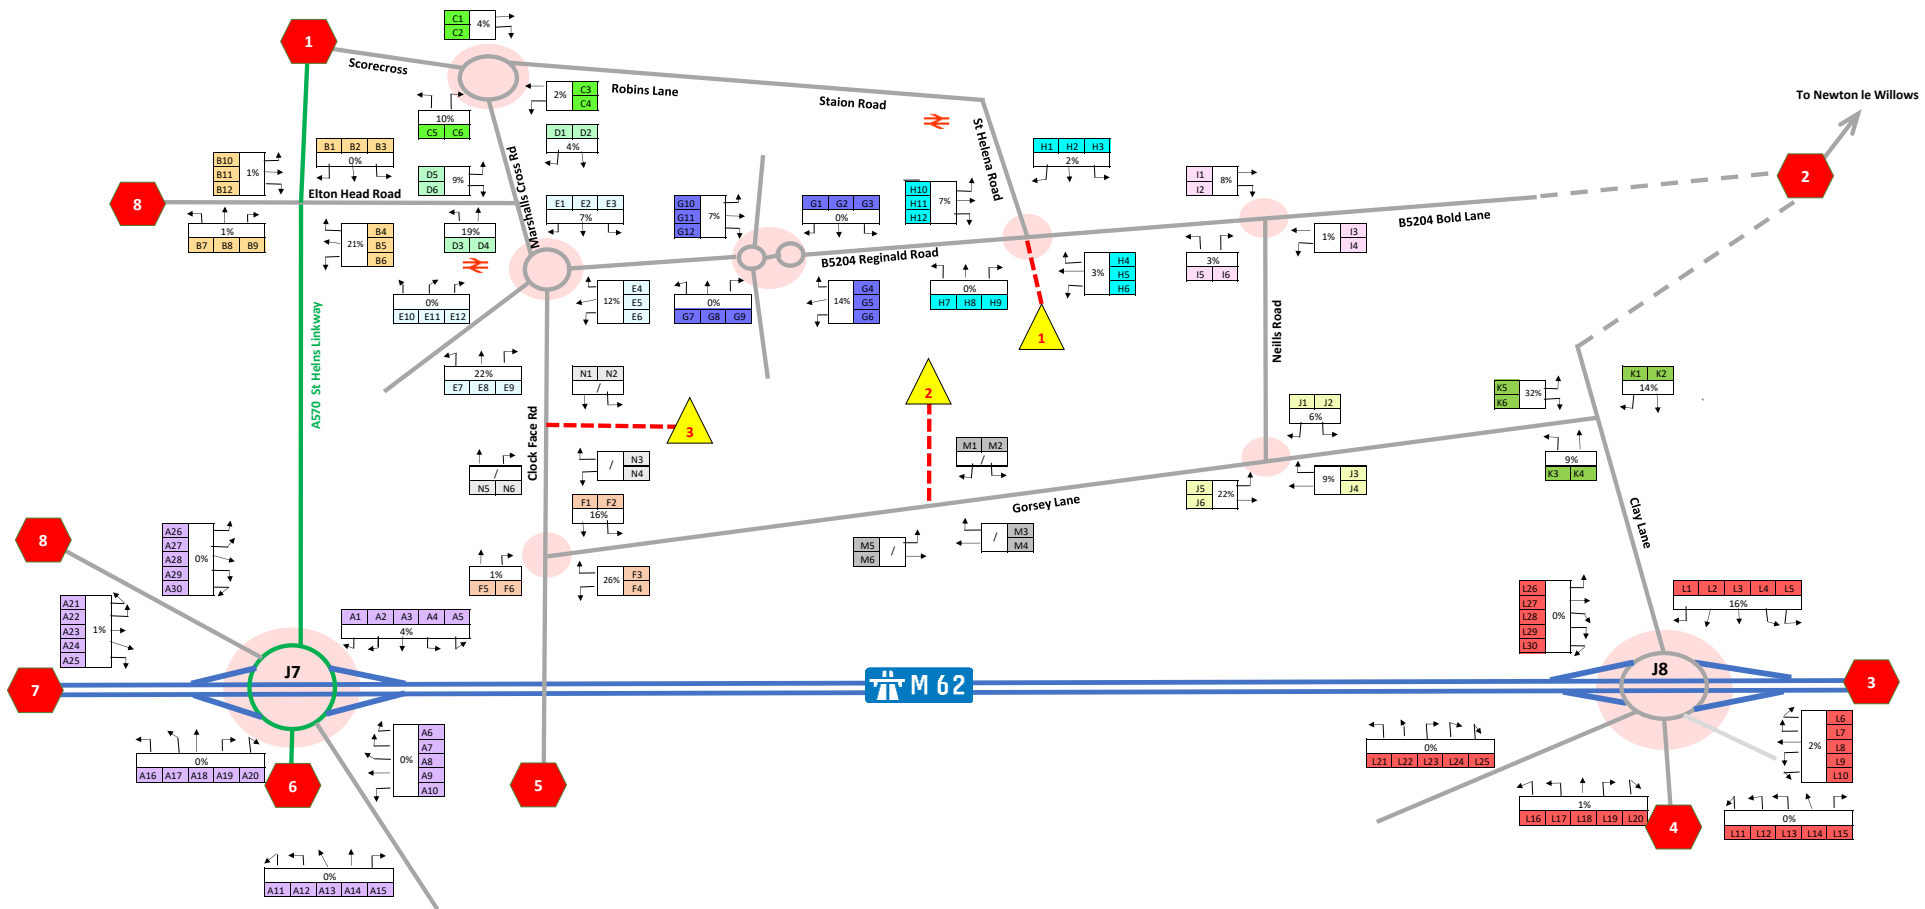 C1
C2
4%
1
Scorecross
Robins Lane
Staion Road
2%
C3
C4
10%
C5 C6
To Newton le Willows
D1 D2
4%
B1 B2 B3
0%
B10
B11
B12
1%
D5
D6
9%
Marshalls Cross Rd
St Helena Road
H1 H2 H3
2%
I1
I2
8%
2
8
Elton Head Road
1%
B7 B8 B9
21%
B4
B5
B6
19%
D3 D4
E1 E2 E3
7%
G10
G11
G12
7%
G1 G2 G3
0%
H10
H11
H12
7%
B5204 Bold Lane
1%
I3
I4
B5204 Reginald Road
3%
I5 I6
0%
E10 E11 E12
12%
E4
E5
E6
0%
G7 G8 G9
14%
G4
G5
G6
0%
H7 H8 H9
3%
H4
H5
H6
1
Neills Road
A570 St Helns Linkway
22%
E7 E8 E9
N1 N2
/
2
K5
K6
32%
K1 K2
14%
J1 J2
6%
3
Clock Face Rd
M1 M2
/
/
N5 N6
/
N3
N4
9%
K3 K4
J5
J6
22%
9%
J3
J4
F1 F2
16%
Gorsey Lane
Clay Lane
8
A26
A27
A28
A29
A30
0%
M5
M6
/
/
M3
M4
1%
F5 F6
26%
F3
F4
A21
A22
A23
A24
A25
1%
A1 A2 A3 A4 A5
4%
L26
L27
L28
L29
L30
0%
L1 L2 L3 L4 L5
16%
7
J7
M 62
J8
3
0%
A16 A17 A18 A19 A20
0%
A6
A7
A8
A9
A10
6
5
0%
L21 L22 L23 L24 L25
2%
L6
L7
L8
L9
L10
1%
L16 L17 L18 L19 L20
4
0%
L11 L12 L13 L14 L15
0%
A11 A12 A13 A14 A15